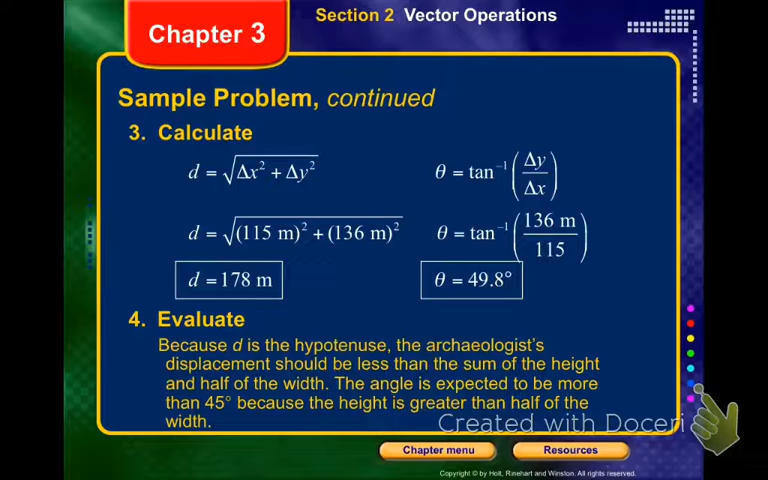 Section 2 Vector Operations
Chapter 3
Sample Problem, continued
3. Calculate
d = √(Δx² + Δy²)
θ = tan⁻¹(Δy/Δx)
d = √((115 m)² + (136 m)²)
θ = tan⁻¹(136 m/115)
d = 178 m
θ = 49.8°
4. Evaluate
Because d is the hypotenuse, the archaeologist's
displacement should be less than the sum of the height
and half of the width. The angle is expected to be more
than 45° because the height is greater than half of the
width.
Created with Doceri
Chapter menu
Resources
Copyright © by Holt, Rinehart and Winston. All rights reserved.